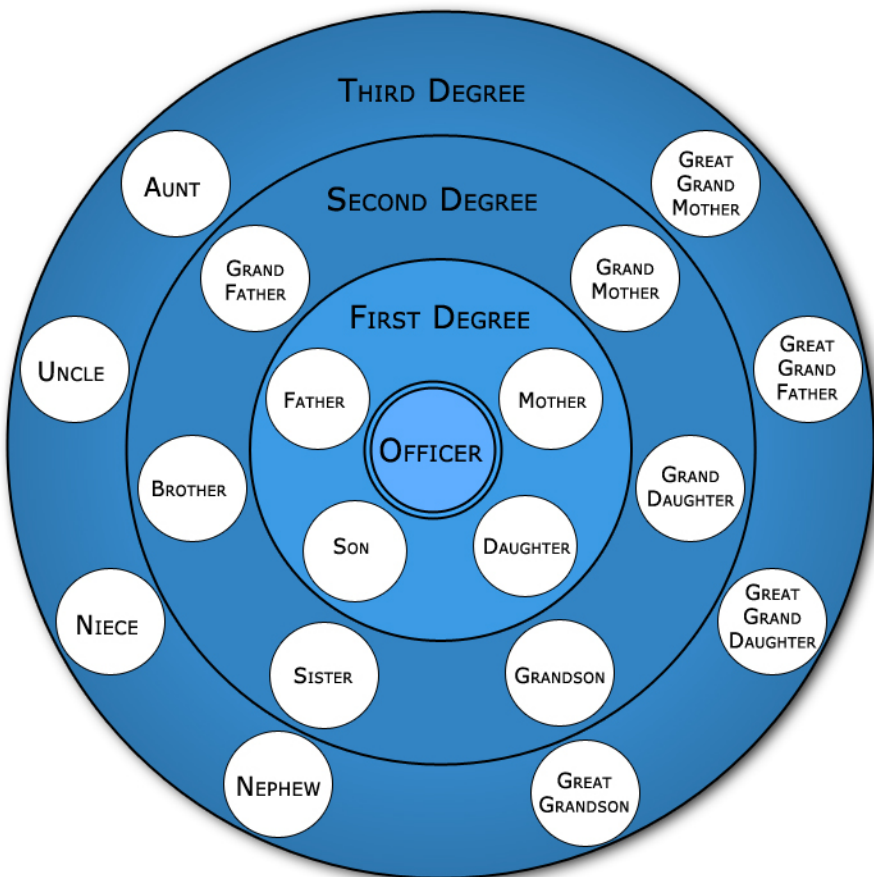 THIRD DEGREE
AUNT
GREAT
GRAND
MOTHER
SECOND DEGREE
GRAND
FATHER
GRAND
MOTHER
FIRST DEGREE
UNCLE
GREAT
GRAND
FATHER
FATHER
MOTHER
OFFICER
BROTHER
GRAND
DAUGHTER
SON
DAUGHTER
NIECE
GREAT
GRAND
DAUGHTER
SISTER
GRANDSON
NEPHEW
GREAT
GRANDSON